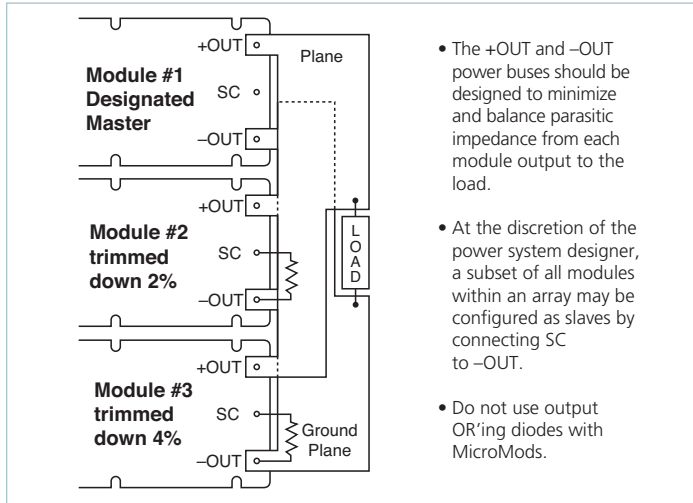 +OUT
Plane
Module #1
Designated
Master
SC
–OUT
+OUT
Module #2
trimmed
down 2%
SC
–OUT
L
O
A
D
+OUT
Module #3
trimmed
down 4%
SC
Ground
Plane
–OUT
• The +OUT and –OUT
power buses should be
designed to minimize
and balance parasitic
impedance from each
module output to the
load.
• At the discretion of the
power system designer,
a subset of all modules
within an array may be
configured as slaves by
connecting SC
to –OUT.
• Do not use output
OR'ing diodes with
MicroMods.